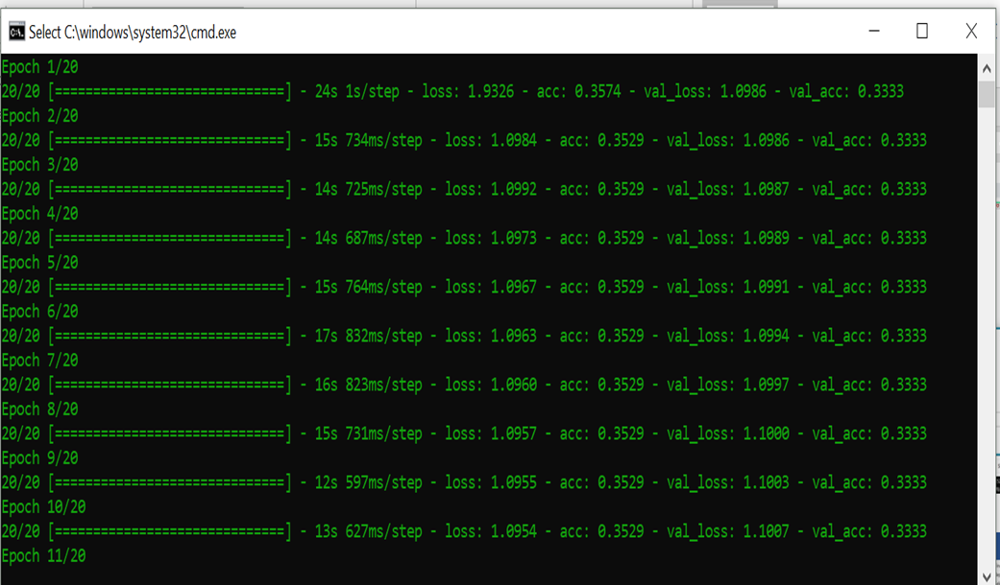 Select C:\windows\system32\cmd.exe
Epoch 1/20
20/20 [==============================] - 24s 1s/step - loss: 1.9326 - acc: 0.3574 - val_loss: 1.0986 - val_acc: 0.3333
Epoch 2/20
20/20 [==============================] - 15s 734ms/step - loss: 1.0984 - acc: 0.3529 - val_loss: 1.0986 - val_acc: 0.3333
Epoch 3/20
20/20 [==============================] - 14s 725ms/step - loss: 1.0992 - acc: 0.3529 - val_loss: 1.0987 - val_acc: 0.3333
Epoch 4/20
20/20 [==============================] - 14s 687ms/step - loss: 1.0973 - acc: 0.3529 - val_loss: 1.0989 - val_acc: 0.3333
Epoch 5/20
20/20 [==============================] - 15s 764ms/step - loss: 1.0967 - acc: 0.3529 - val_loss: 1.0991 - val_acc: 0.3333
Epoch 6/20
20/20 [==============================] - 17s 832ms/step - loss: 1.0963 - acc: 0.3529 - val_loss: 1.0994 - val_acc: 0.3333
Epoch 7/20
20/20 [==============================] - 16s 823ms/step - loss: 1.0960 - acc: 0.3529 - val_loss: 1.0997 - val_acc: 0.3333
Epoch 8/20
20/20 [==============================] - 15s 731ms/step - loss: 1.0957 - acc: 0.3529 - val_loss: 1.1000 - val_acc: 0.3333
Epoch 9/20
20/20 [==============================] - 12s 597ms/step - loss: 1.0955 - acc: 0.3529 - val_loss: 1.1003 - val_acc: 0.3333
Epoch 10/20
20/20 [==============================] - 13s 627ms/step - loss: 1.0954 - acc: 0.3529 - val_loss: 1.1007 - val_acc: 0.3333
Epoch 11/20